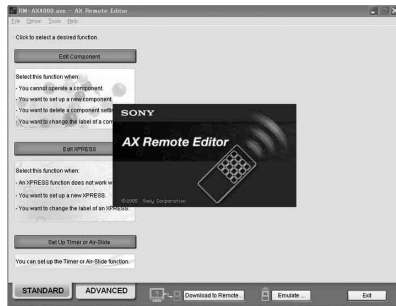 RM-AX4000.axe - AX Remote Editor
File Option Tools Help
Click to select a desired function.
Edit Component
Select this function when:
- You cannot operate a component.
- You want to set up a new component.
- You want to delete a component
- You want to change the label of a
Edit XPRESS
Select this function when:
- An XPRESS function does not work
- You want to set up a new XPRESS.
- You want to change the label of an XPRESS.
Set Up Timer or Air-Slide
You can set up the Timer or Air-Slide function.
SONY
AX Remote Editor
©2005 Sony Corporation
STANDARD ADVANCED Download to Remote... Emulate ... Exit